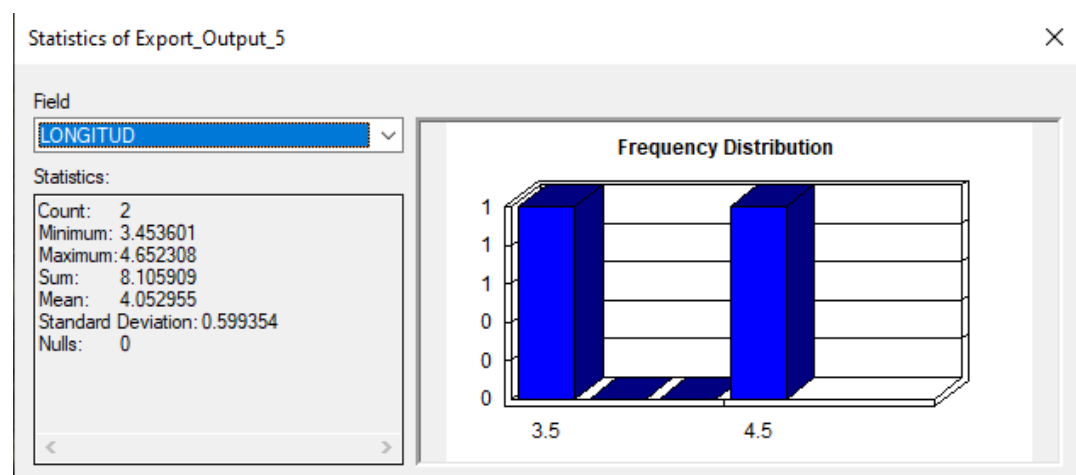 Statistics of Export_Output_5
Field
LONGITUD
Statistics:
Count: 2
Minimum: 3.453601
Maximum: 4.652308
Sum: 8.105909
Mean: 4.052955
Standard Deviation: 0.599354
Nulls: 0
Frequency Distribution
1
1
1
0
0
0
3.5 4.5